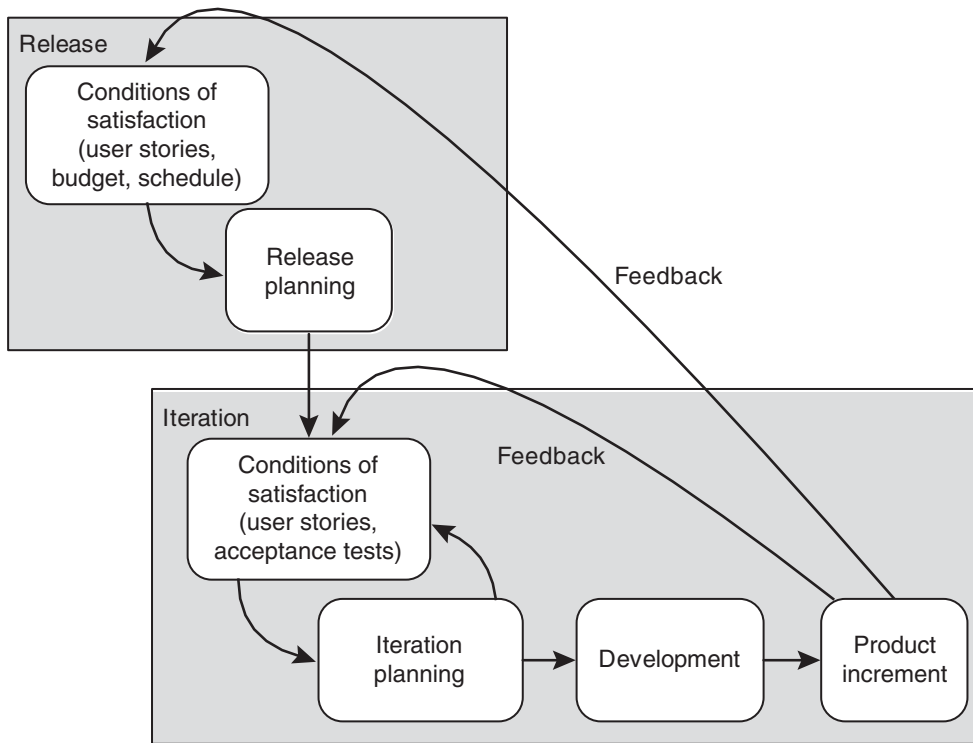 Release
Conditions of
satisfaction
(user stories,
budget, schedule)
Release
planning
Feedback
Iteration
Feedback
Conditions of
satisfaction
(user stories,
acceptance tests)
Iteration
planning
Development
Product
increment